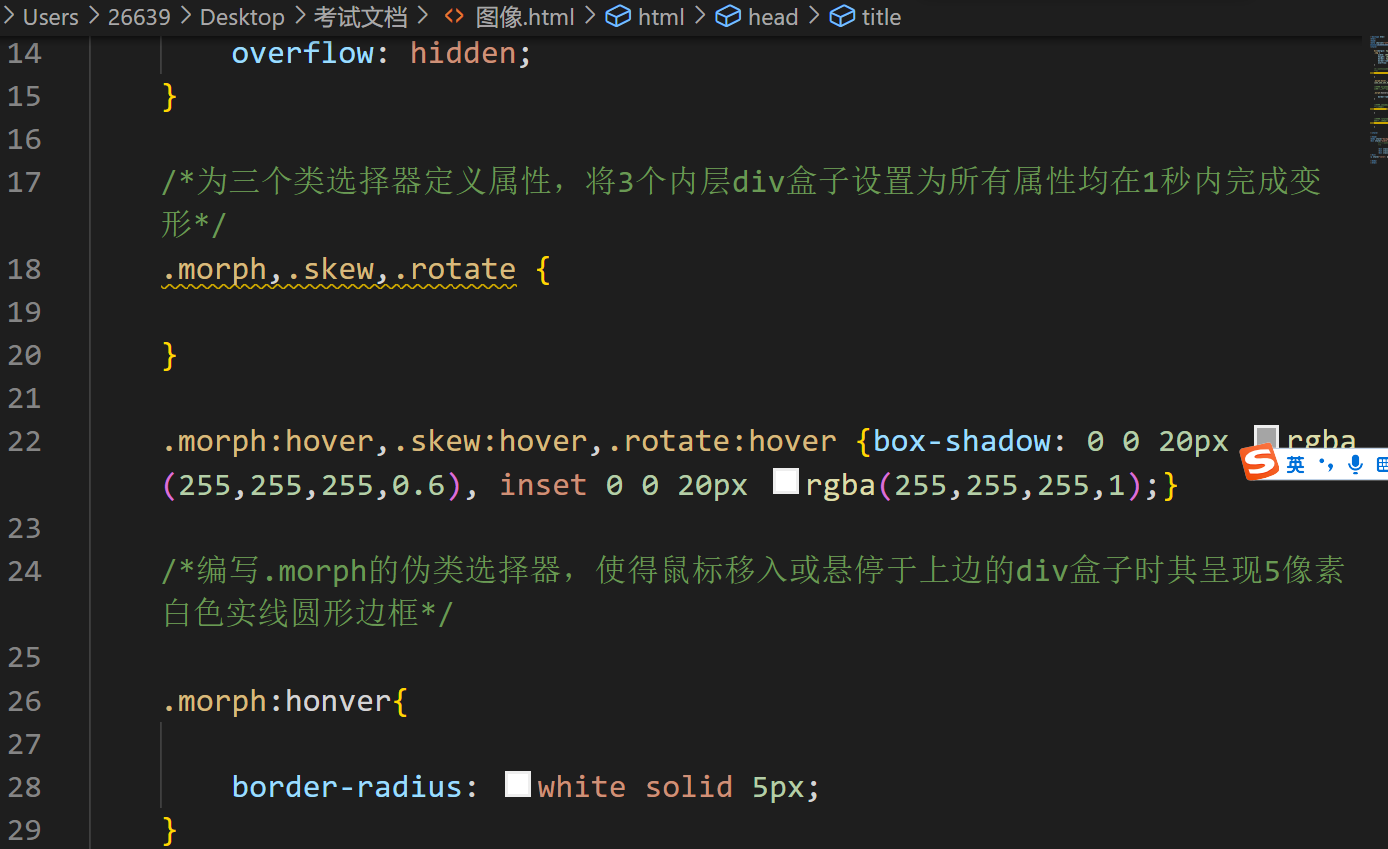 Users > 26639 > Desktop > 考试文档 > <> 图像.html > html > head > title
14 overflow: hidden;
15 }
16
17 /*为三个类选择器定义属性，将3个内层div盒子设置为所有属性均在1秒内完成变
形*/
18 .morph,.skew,.rotate {
19
20 }
21
22 .morph:hover,.skew:hover,.rotate:hover {box-shadow: 0 0 20px rgba
(255,255,255,0.6), inset 0 0 20px rgba(255,255,255,1);}
23
24 /*编写.morph的伪类选择器，使得鼠标移入或悬停于上边的div盒子时其呈现5像素
白色实线圆形边框*/
25
26 .morph:honver{
27
28 border-radius: white solid 5px;
29 }
S 英